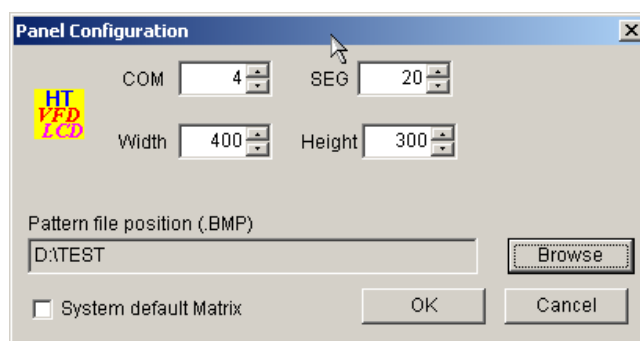 Panel Configuration
HT
VFD
LCD
COM 4 SEG 20
Width 400 Height 300
Pattern file position (.BMP)
D:\TEST Browse
System default Matrix OK Cancel